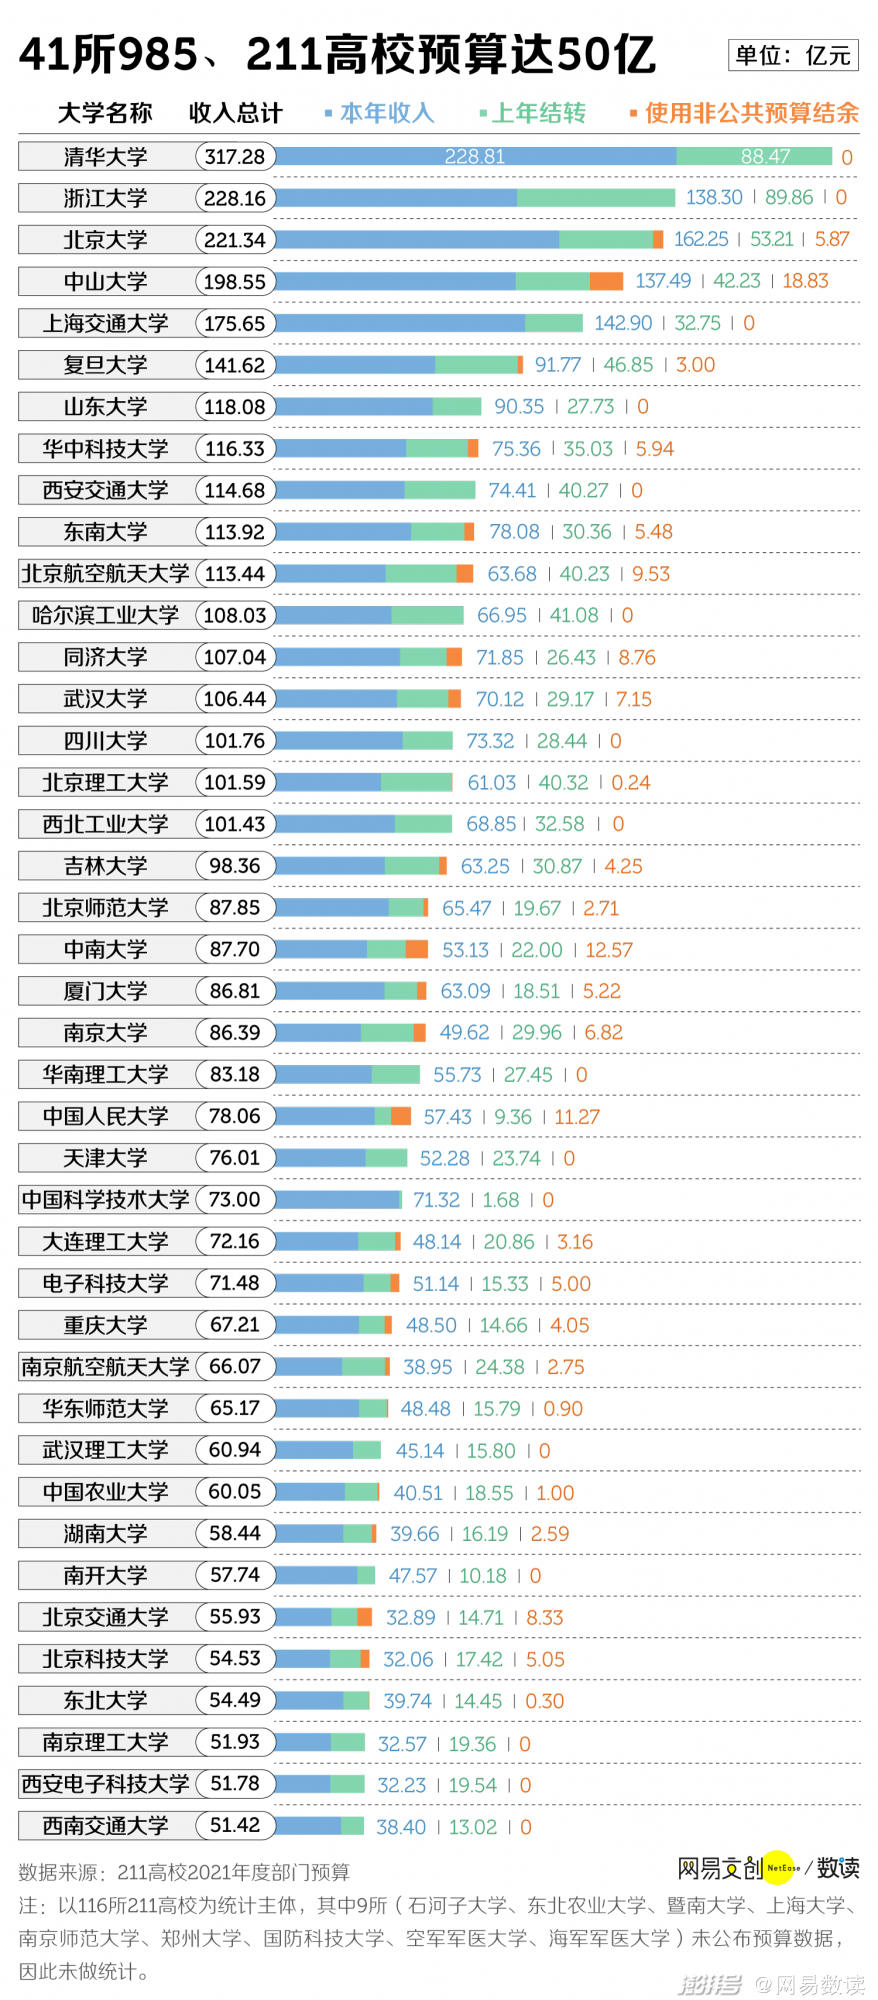 41所985、211高校预算达50亿 单位：亿元
大学名称 收入总计 本年收入 上年结转 使用非公共预算结余
清华大学 317.28 228.81 88.47 0
浙江大学 228.16 138.30 | 89.86 | 0
北京大学 221.34 162.25 | 53.21 | 5.87
中山大学 198.55 137.49 | 42.23 | 18.83
上海交通大学 175.65 142.90 | 32.75 | 0
复旦大学 141.62 91.77 | 46.85 | 3.00
山东大学 118.08 90.35 | 27.73 | 0
华中科技大学 116.33 75.36 | 35.03 | 5.94
西安交通大学 114.68 74.41 | 40.27 | 0
东南大学 113.92 78.08 | 30.36 | 5.48
北京航空航天大学 113.44 63.68 | 40.23 | 9.53
哈尔滨工业大学 108.03 66.95 | 41.08 | 0
同济大学 107.04 71.85 | 26.43 | 8.76
武汉大学 106.44 70.12 | 29.17 | 7.15
四川大学 101.76 73.32 | 28.44 | 0
北京理工大学 101.59 61.03 | 40.32 | 0.24
西北工业大学 101.43 68.85 | 32.58 | 0
吉林大学 98.36 63.25 | 30.87 | 4.25
北京师范大学 87.85 65.47 | 19.67 | 2.71
中南大学 87.70 53.13 | 22.00 | 12.57
厦门大学 86.81 63.09 | 18.51 | 5.22
南京大学 86.39 49.62 | 29.96 | 6.82
华南理工大学 83.18 55.73 | 27.45 | 0
中国人民大学 78.06 57.43 | 9.36 | 11.27
天津大学 76.01 52.28 | 23.74 | 0
中国科学技术大学 73.00 71.32 | 1.68 | 0
大连理工大学 72.16 48.14 | 20.86 | 3.16
电子科技大学 71.48 51.14 | 15.33 | 5.00
重庆大学 67.21 48.50 | 14.66 | 4.05
南京航空航天大学 66.07 38.95 | 24.38 | 2.75
华东师范大学 65.17 48.48 | 15.79 | 0.90
武汉理工大学 60.94 45.14 | 15.80 | 0
中国农业大学 60.05 40.51 | 18.55 | 1.00
湖南大学 58.44 39.66 | 16.19 | 2.59
南开大学 57.74 47.57 | 10.18 | 0
北京交通大学 55.93 32.89 | 14.71 | 8.33
北京科技大学 54.53 32.06 | 17.42 | 5.05
东北大学 54.49 39.74 | 14.45 | 0.30
南京理工大学 51.93 32.57 | 19.36 | 0
西安电子科技大学 51.78 32.23 | 19.54 | 0
西南交通大学 51.42 38.40 | 13.02 | 0
数据来源：211高校2021年度部门预算 网易文创 NetEase / 数读
注：以116所211高校为统计主体，其中9所（石河子大学、东北农业大学、暨南大学、上海大学、
南京师范大学、郑州大学、国防科技大学、空军军医大学、海军军医大学）未公布预算数据，
因此未做统计。
澎湃号 @网易数读